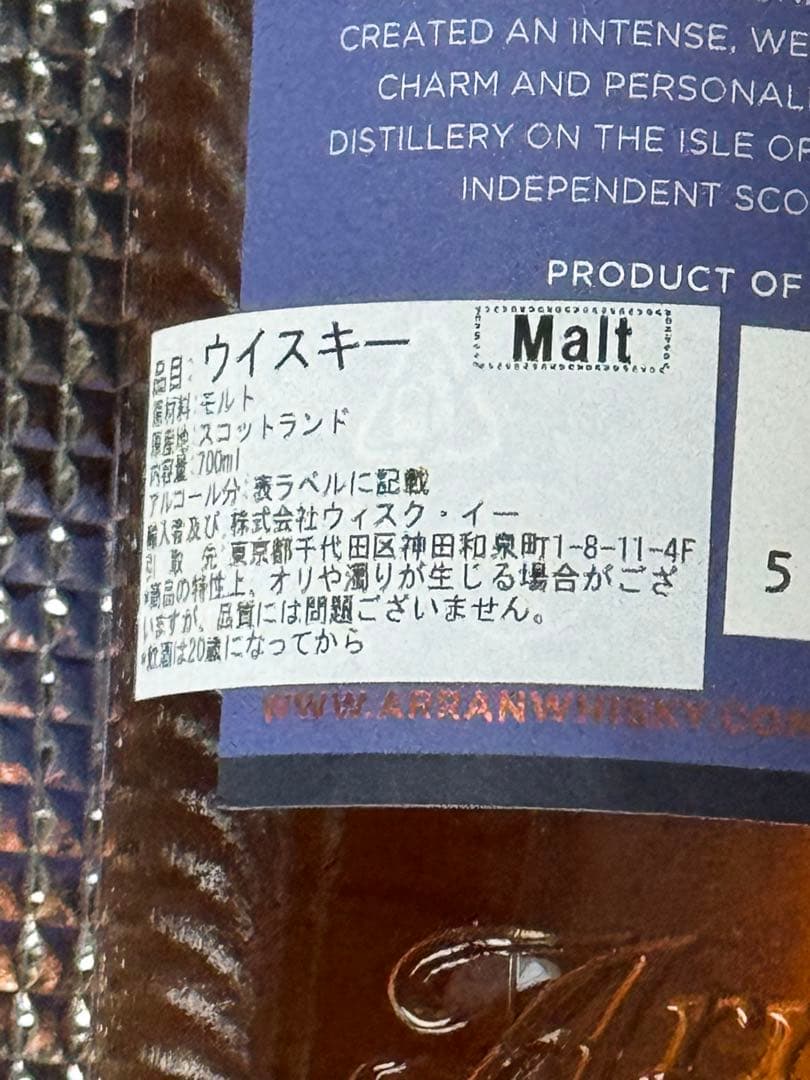 CREATED AN INTENSE, WE
CHARM AND PERSONAL
DISTILLERY ON THE ISLE OF
INDEPENDENT SCO
PRODUCT OF
品目:ウイスキー Malt
原材料:モルト
原産地:スコットランド
内容量:700ml
アルコール分:表ラベルに記載
輸入者及び 株式会社ウィスク・イー
引取先 東京都千代田区神田和泉町1-8-11-4F
*商品の特性上、オリや濁りが生じる場合がござ
いますが、品質には問題ございません。
*飲酒は20歳になってから
5
WWW.ARRANWHISKY.COM